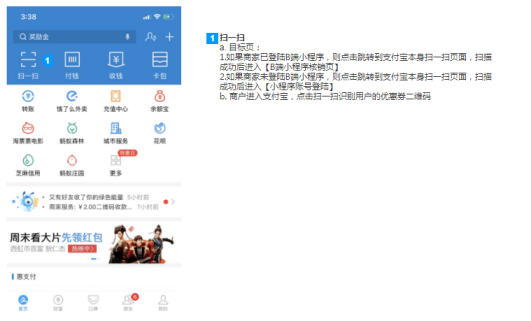 3:38
奖励金
扫一扫
付钱
收钱
卡包
转账
饿了么外卖
充值中心
余额宝
淘票票电影
蚂蚁森林
城市服务
花呗
芝麻信用
蚂蚁庄园
更多
又有好友收了你的绿色能量 5小时前
商家服务: ¥2.00二维码收款... 7小时前
周末看大片先领红包
惠支付
首页
财富
口碑
朋友
我的
1 扫一扫
a. 目标页：
1.如果商家已登陆B端小程序，则点击跳转到支付宝本身扫一扫页面，扫描
成功后进入【B端小程序核销页】
2.如果商家未登陆B端小程序，则点击跳转到支付宝本身扫一扫页面，扫描
成功后进入【小程序账号登陆】
b. 商户进入支付宝，点击扫一扫识别用户的优惠券二维码